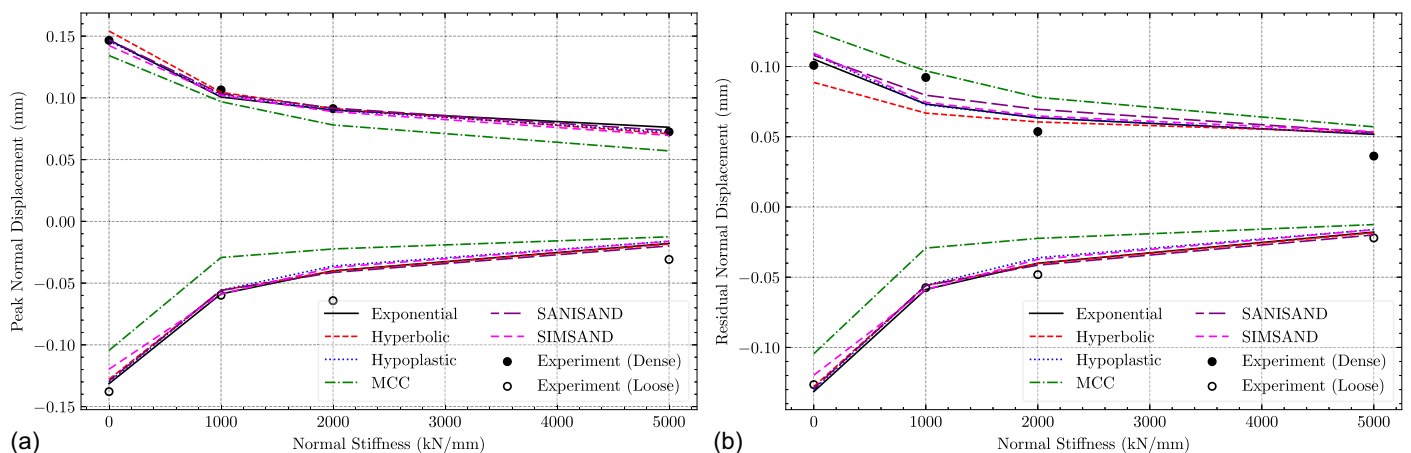 0.15
0.10
0.05
0.00
−0.05
−0.10
−0.15
Peak Normal Displacement (mm)
0 1000 2000 3000 4000 5000
Normal Stiffness (kN/mm)
Exponential
Hyperbolic
Hypoplastic
MCC
SANISAND
SIMSAND
Experiment (Dense)
Experiment (Loose)
(a)
0.10
0.05
0.00
−0.05
−0.10
Residual Normal Displacement (mm)
0 1000 2000 3000 4000 5000
Normal Stiffness (kN/mm)
Exponential
Hyperbolic
Hypoplastic
MCC
SANISAND
SIMSAND
Experiment (Dense)
Experiment (Loose)
(b)